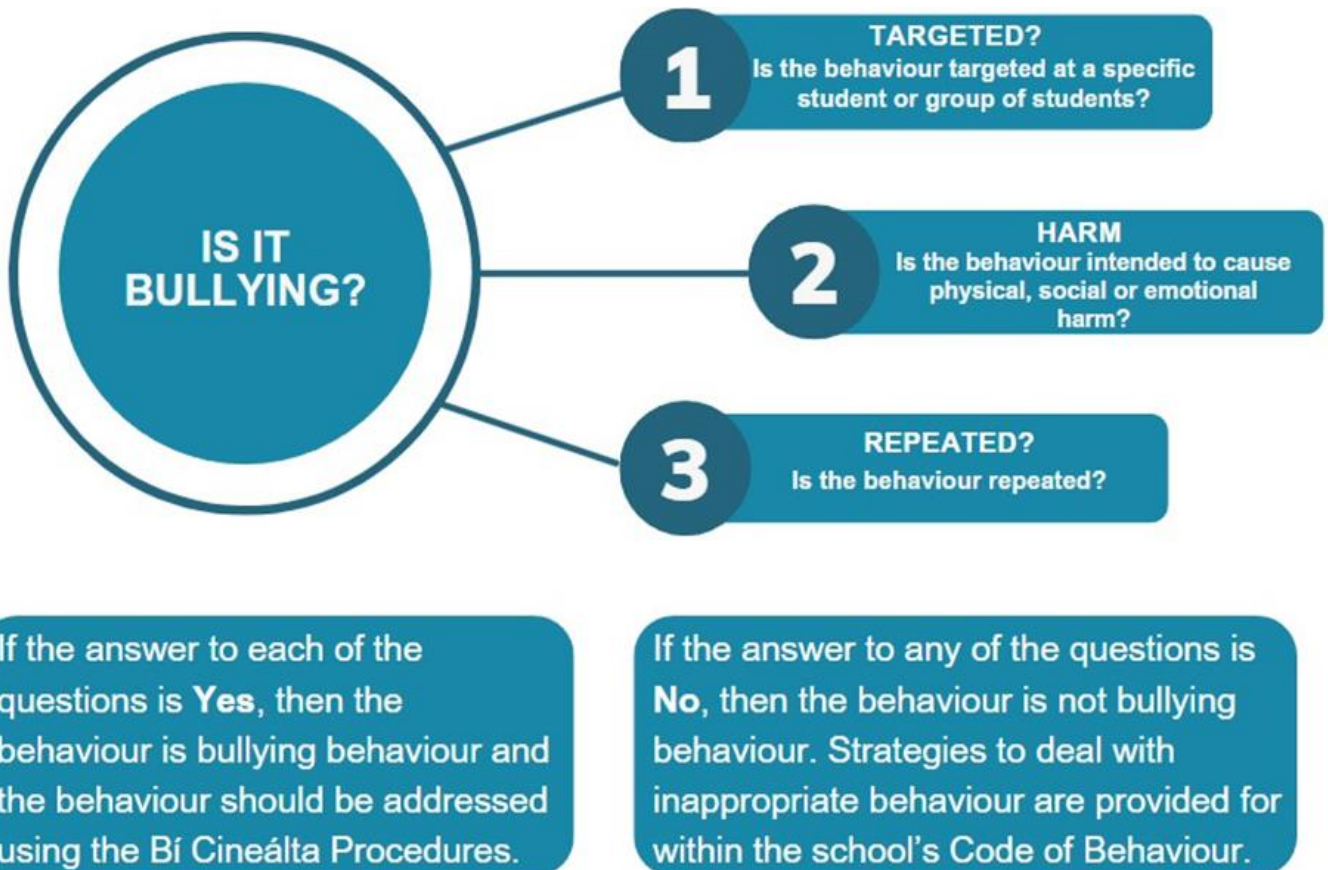 IS IT
BULLYING?
1
TARGETED?
Is the behaviour targeted at a specific
student or group of students?
2
HARM
Is the behaviour intended to cause
physical, social or emotional
harm?
3
REPEATED?
Is the behaviour repeated?
If the answer to each of the
questions is Yes, then the
behaviour is bullying behaviour and
the behaviour should be addressed
using the Bí Cineálta Procedures.
If the answer to any of the questions is
No, then the behaviour is not bullying
behaviour. Strategies to deal with
inappropriate behaviour are provided for
within the school’s Code of Behaviour.